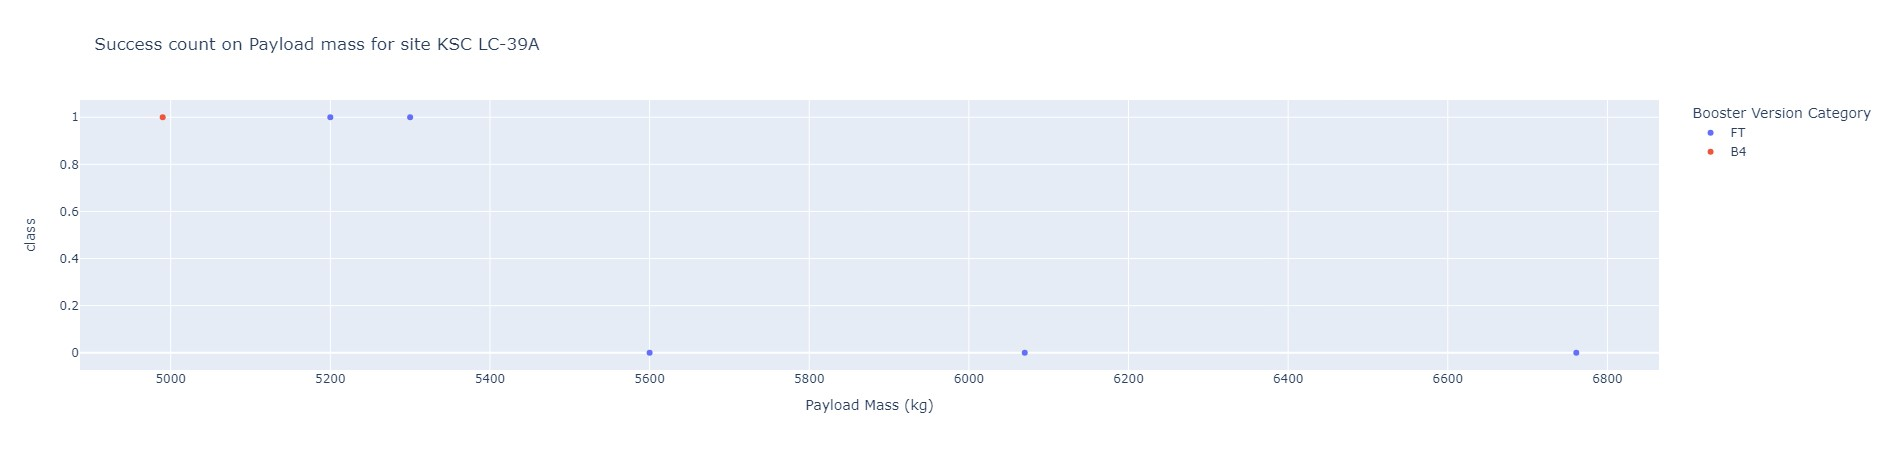 Success count on Payload mass for site KSC LC-39A
Booster Version Category
FT
B4
class
1
0.8
0.6
0.4
0.2
0
5000 5200 5400 5600 5800 6000 6200 6400 6600 6800
Payload Mass (kg)